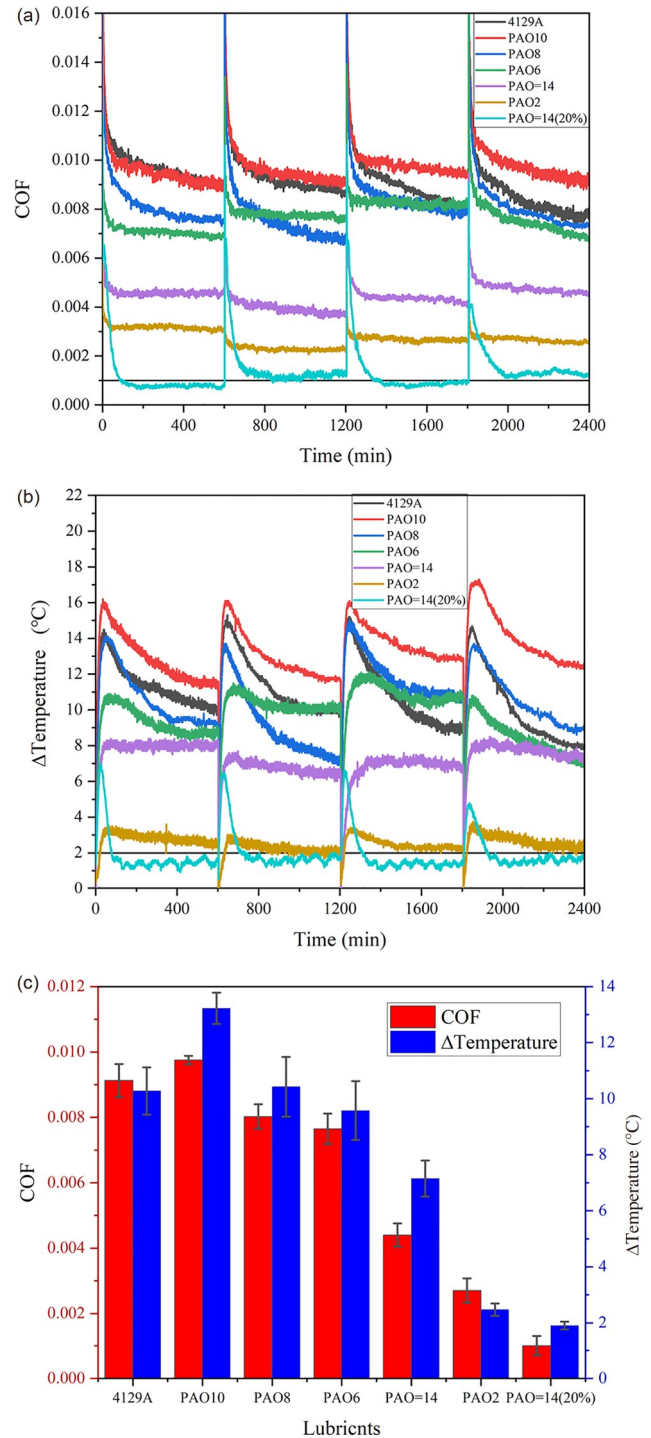 (a)
0.016
0.014
0.012
0.010
0.008
0.006
0.004
0.002
0.000
COF
4129A
PAO10
PAO8
PAO6
PAO=14
PAO2
PAO=14(20%)
0 400 800 1200 1600 2000 2400
Time (min)
(b)
22
20
18
16
14
12
10
8
6
4
2
0
ΔTemperature (°C)
4129A
PAO10
PAO8
PAO6
PAO=14
PAO2
PAO=14(20%)
0 400 800 1200 1600 2000 2400
Time (min)
(c)
0.012
0.010
0.008
0.006
0.004
0.002
0.000
COF
COF
ΔTemperature
14
12
10
8
6
4
2
0
ΔTemperature (°C)
4129A PAO10 PAO8 PAO6 PAO=14 PAO2 PAO=14(20%)
Lubricnts